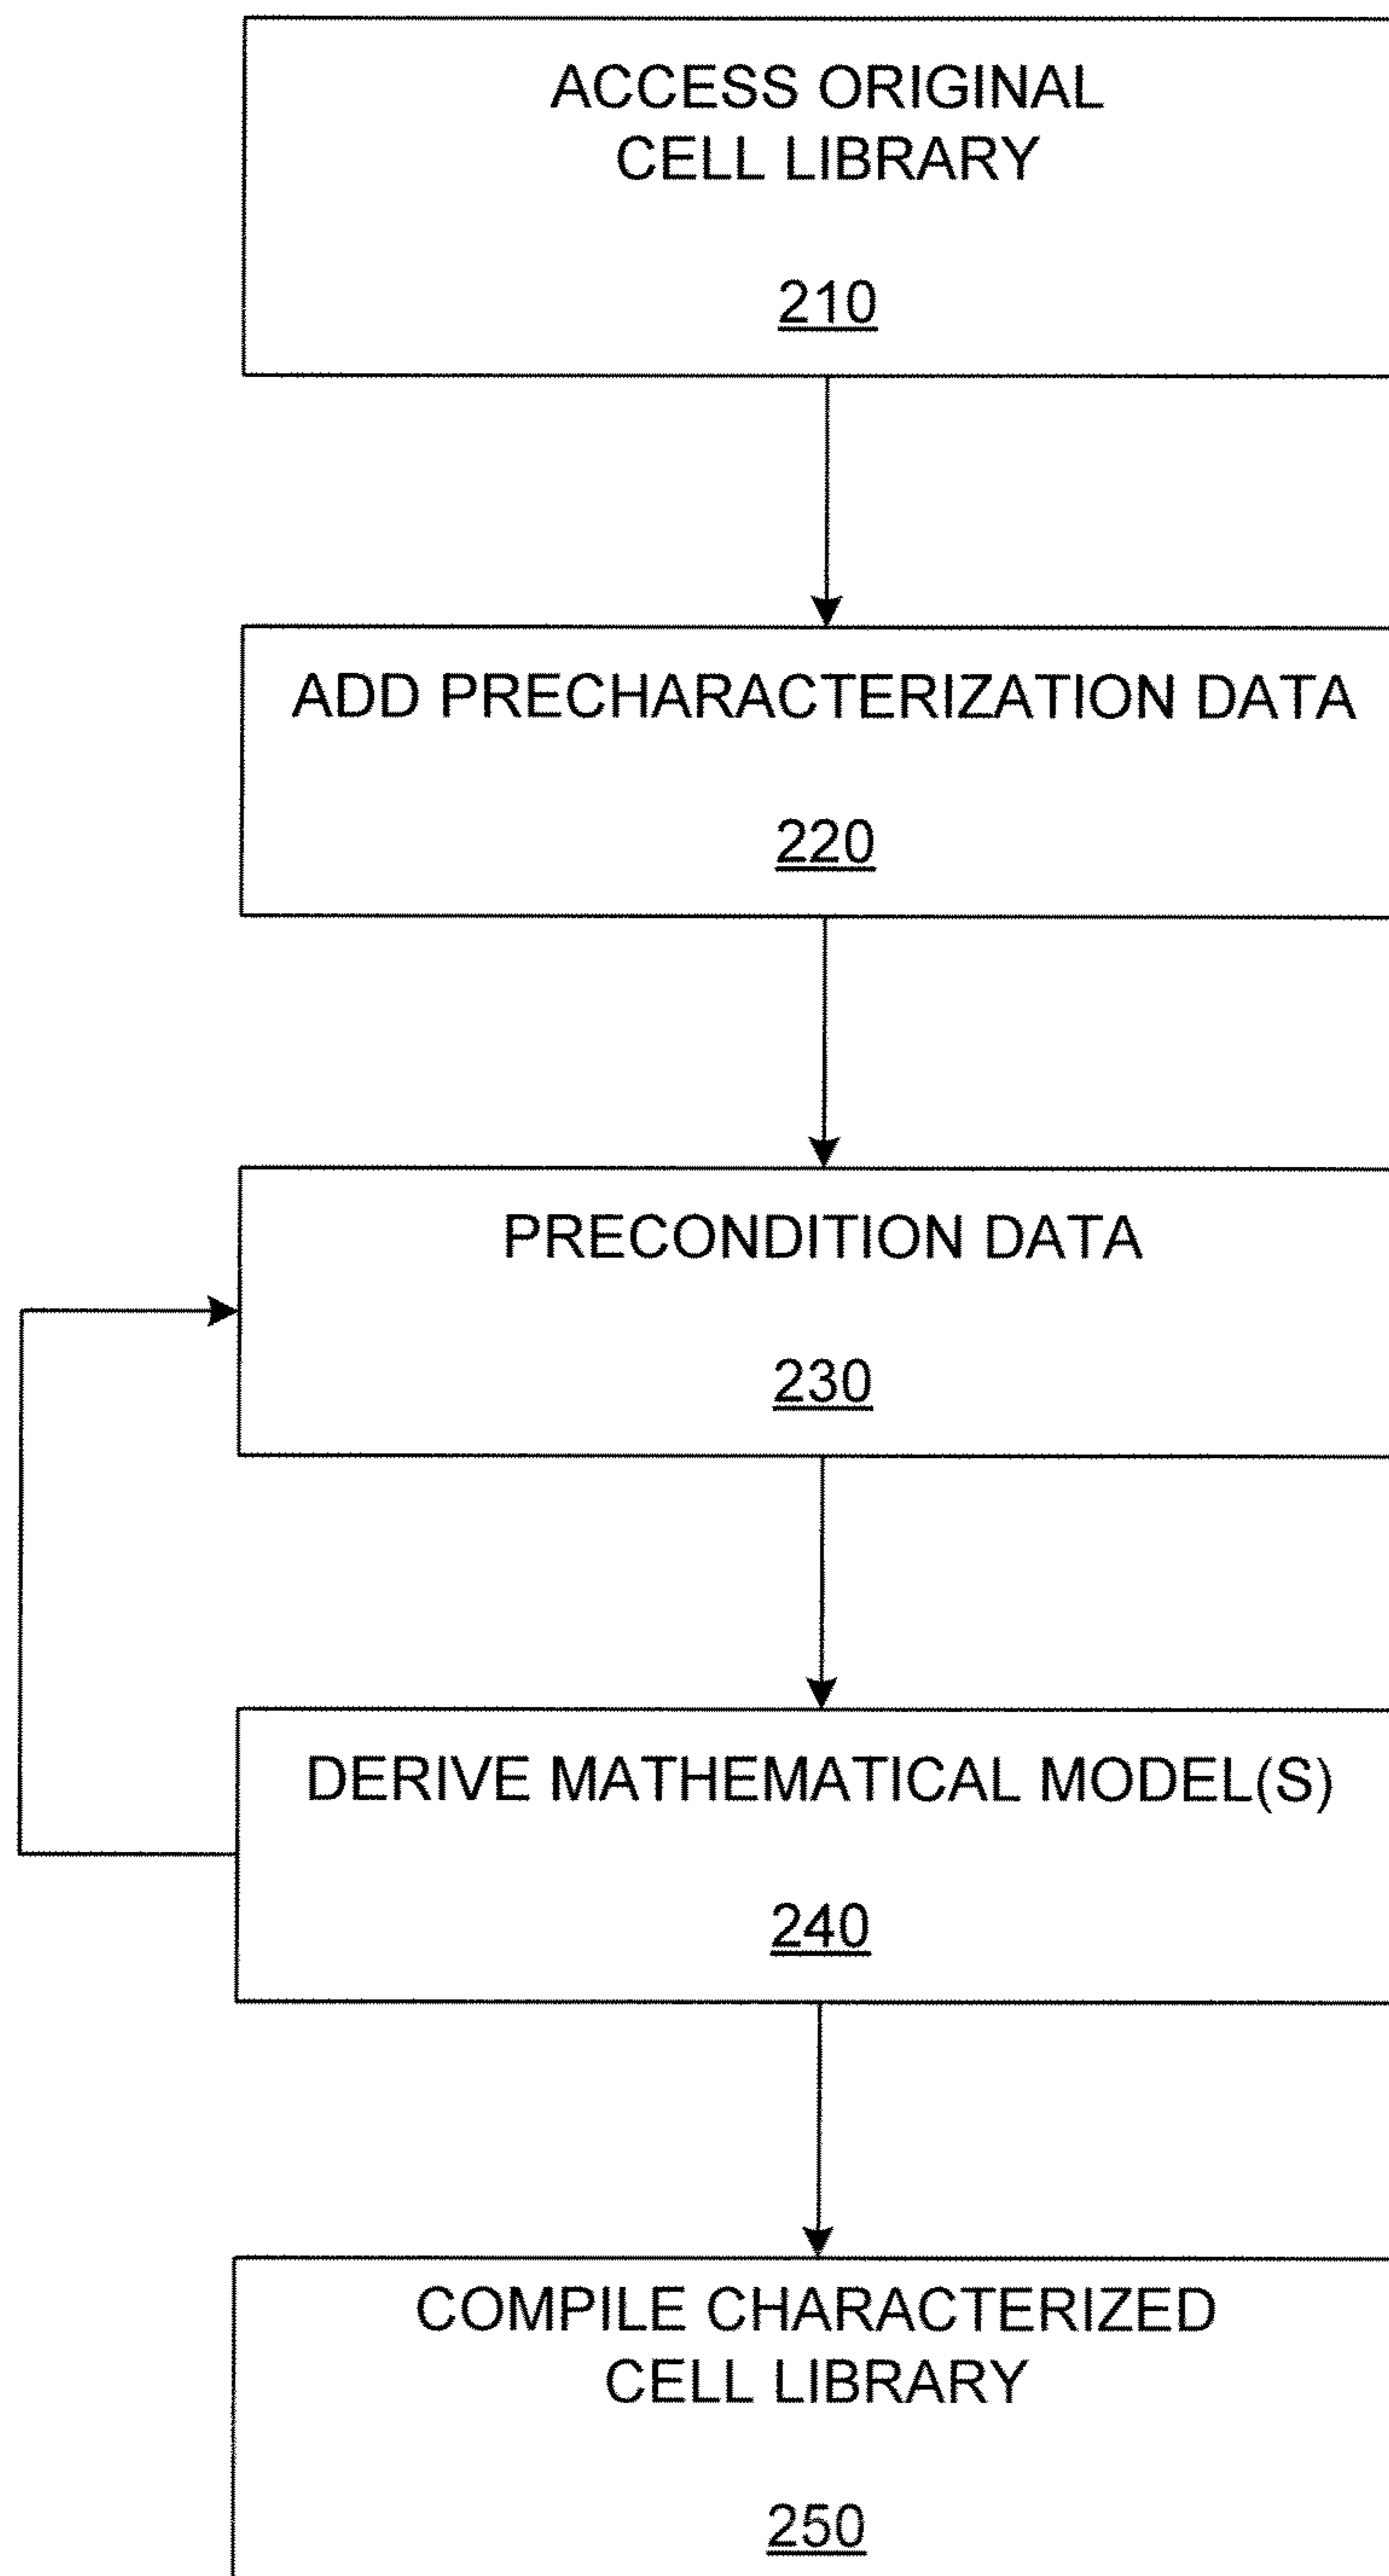 ACCESS ORIGINAL
CELL LIBRARY
210
ADD PRECHARACTERIZATION DATA
220
PRECONDITION DATA
230
DERIVE MATHEMATICAL MODEL(S)
240
COMPILE CHARACTERIZED
CELL LIBRARY
250